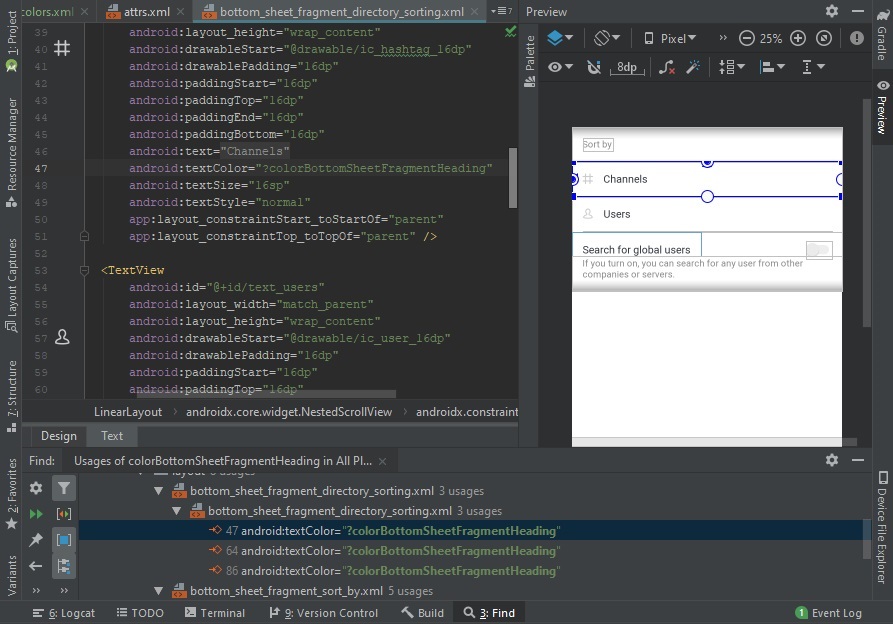 colors.xml
attrs.xml
bottom_sheet_fragment_directory_sorting.xml
7
Preview
1: Project
Resource Manager
Layout Captures
7: Structure
2: Favorites
Variants
39 android:layout_height="wrap_content"
40 android:drawableStart="@drawable/ic_hashtag_16dp"
41 android:drawablePadding="16dp"
42 android:paddingStart="16dp"
43 android:paddingTop="16dp"
44 android:paddingEnd="16dp"
45 android:paddingBottom="16dp"
46 android:text="Channels"
47 android:textColor="?colorBottomSheetFragmentHeading"
48 android:textSize="16sp"
49 android:textStyle="normal"
50 app:layout_constraintStart_toStartOf="parent"
51 app:layout_constraintTop_toTopOf="parent" />
52
53 <TextView
54 android:id="@+id/text_users"
55 android:layout_width="match_parent"
56 android:layout_height="wrap_content"
57 android:drawableStart="@drawable/ic_user_16dp"
58 android:drawablePadding="16dp"
59 android:paddingStart="16dp"
60 android:paddingTop="16dp"
LinearLayout › androidx.core.widget.NestedScrollView › androidx.constraint
Design Text
Palette
Pixel
25%
8dp
Sort by
Channels
Users
Search for global users
If you turn on, you can search for any user from other
companies or servers.
Gradle
Preview
Device File Explorer
Find: Usages of colorBottomSheetFragmentHeading in All Pl...
bottom_sheet_fragment_directory_sorting.xml 3 usages
bottom_sheet_fragment_directory_sorting.xml 3 usages
47 android:textColor="?colorBottomSheetFragmentHeading"
64 android:textColor="?colorBottomSheetFragmentHeading"
86 android:textColor="?colorBottomSheetFragmentHeading"
bottom_sheet_fragment_sort_by.xml 5 usages
6: Logcat TODO Terminal 9: Version Control Build 3: Find 1 Event Log